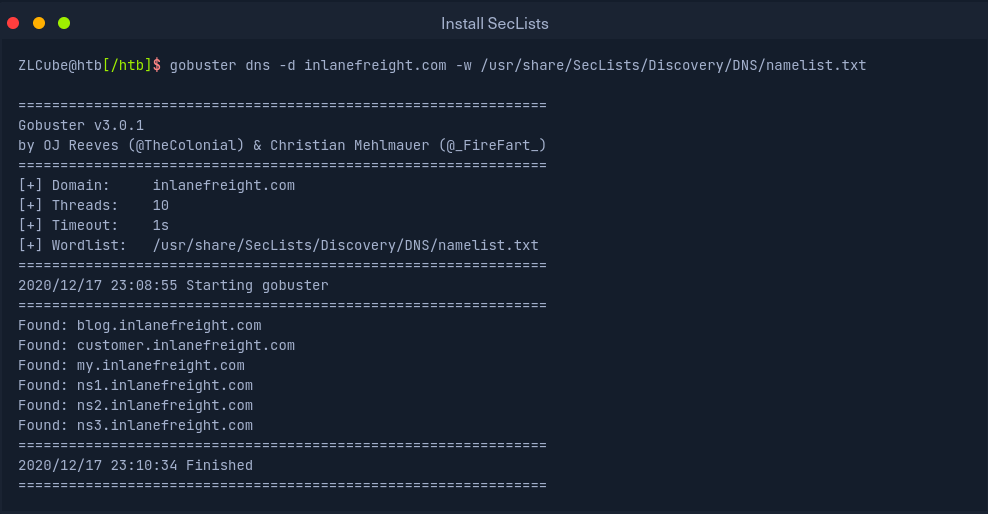 Install SecLists
ZLCube@htb[/htb]$ gobuster dns -d inlanefreight.com -w /usr/share/SecLists/Discovery/DNS/namelist.txt
===============================================================
Gobuster v3.0.1
by OJ Reeves (@TheColonial) & Christian Mehlmauer (@_FireFart_)
===============================================================
[+] Domain:     inlanefreight.com
[+] Threads:    10
[+] Timeout:    1s
[+] Wordlist:   /usr/share/SecLists/Discovery/DNS/namelist.txt
===============================================================
2020/12/17 23:08:55 Starting gobuster
===============================================================
Found: blog.inlanefreight.com
Found: customer.inlanefreight.com
Found: my.inlanefreight.com
Found: ns1.inlanefreight.com
Found: ns2.inlanefreight.com
Found: ns3.inlanefreight.com
===============================================================
2020/12/17 23:10:34 Finished
===============================================================